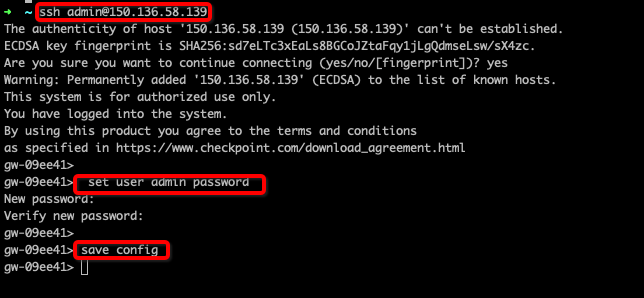 ➜ ~ ssh admin@150.136.58.139
The authenticity of host '150.136.58.139 (150.136.58.139)' can't be established.
ECDSA key fingerprint is SHA256:sd7eLTc3xEaLs8BGCoJZtaFqy1jLgQdmseLsw/sX4zc.
Are you sure you want to continue connecting (yes/no/[fingerprint])? yes
Warning: Permanently added '150.136.58.139' (ECDSA) to the list of known hosts.
This system is for authorized use only.
You have logged into the system.
By using this product you agree to the terms and conditions
as specified in https://www.checkpoint.com/download_agreement.html
gw-09ee41>
gw-09ee41> set user admin password
New password:
Verify new password:
gw-09ee41>
gw-09ee41> save config
gw-09ee41>